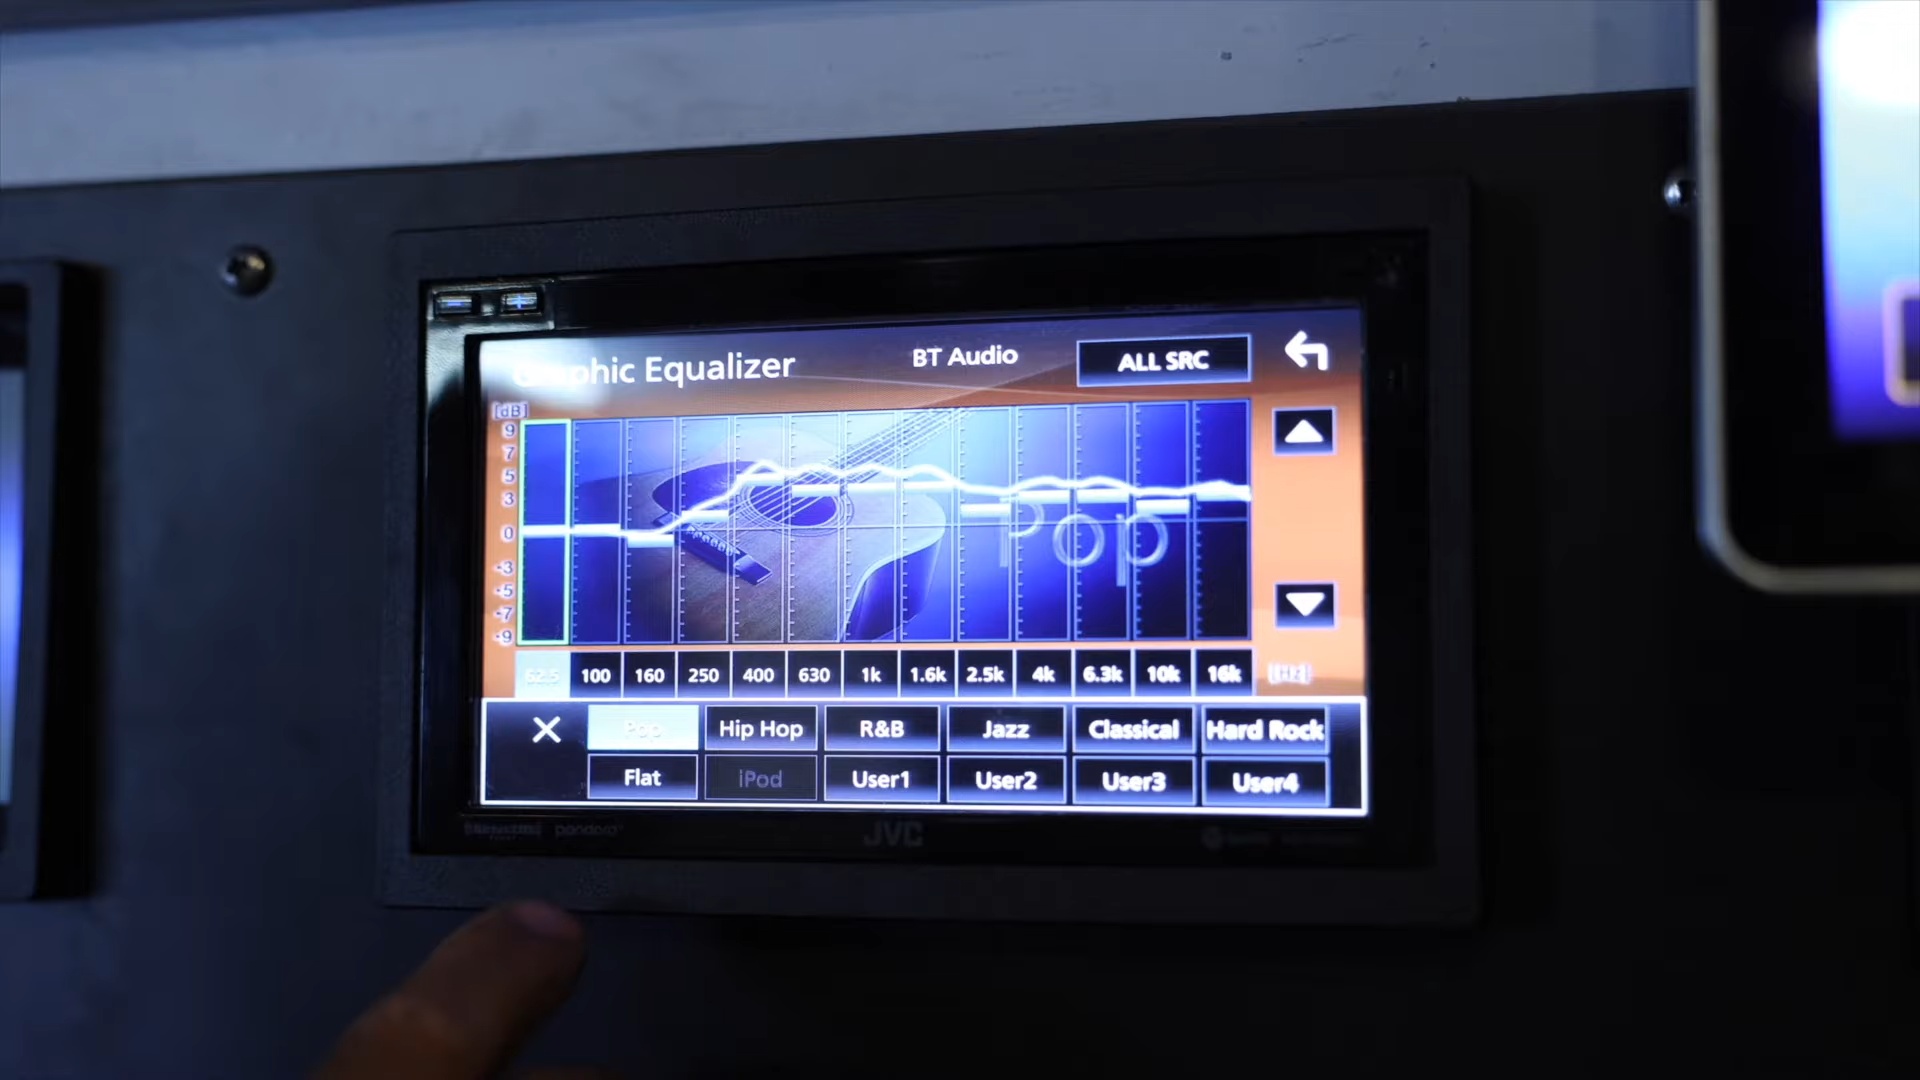 Graphic Equalizer BT Audio ALL SRC
[dB]
9
7
5
3
0
-3
-5
-7
-9
Pop
62.5 100 160 250 400 630 1k 1.6k 2.5k 4k 6.3k 10k 16k [Hz]
Pop Hip Hop R&B Jazz Classical Hard Rock
Flat iPod User1 User2 User3 User4
pandora JVC